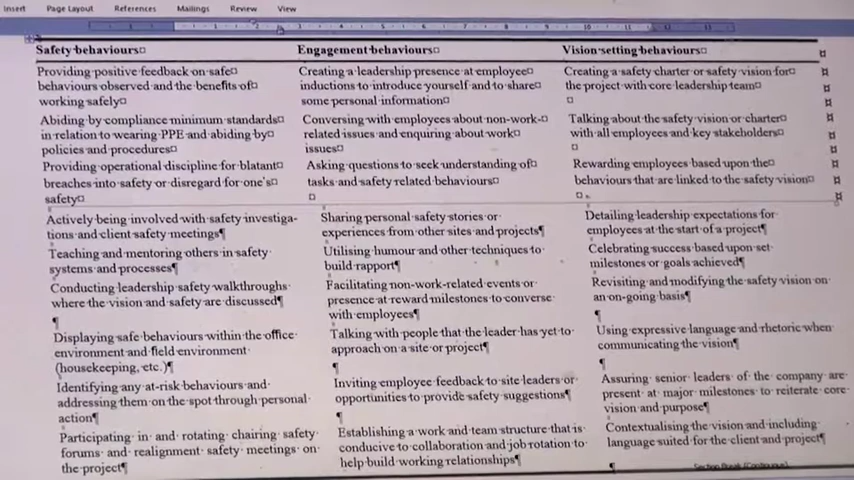 Insert Page Layout References Mailings Review View
Safety behaviours Engagement behaviours Vision setting behaviours
Providing positive feedback on safe
behaviours observed and the benefits of
working safely
Creating a leadership presence at employee
inductions to introduce yourself and to share
some personal information
Creating a safety charter or safety vision for
the project with core leadership team
Abiding by compliance minimum standards
in relation to wearing PPE and abiding by
policies and procedures
Conversing with employees about non-work-
related issues and enquiring about work
issues
Talking about the safety vision or charter
with all employees and key stakeholders
Providing operational discipline for blatant
breaches into safety or disregard for one's
safety
Asking questions to seek understanding of
tasks and safety related behaviours
Rewarding employees based upon the
behaviours that are linked to the safety vision
Actively being involved with safety investiga-
tions and client safety meetings
Teaching and mentoring others in safety
systems and processes
Conducting leadership safety walkthroughs
where the vision and safety are discussed
Displaying safe behaviours within the office
environment and field environment
(housekeeping, etc.)
Identifying any at-risk behaviours and
addressing them on the spot through personal
action
Participating in and rotating chairing safety
forums and realignment safety meetings on
the project
Sharing personal safety stories or
experiences from other sites and projects
Utilising humour and other techniques to
build rapport
Facilitating non-work-related events or
presence at reward milestones to converse
with employees
Talking with people that the leader has yet to
approach on a site or project
Inviting employee feedback to site leaders or
opportunities to provide safety suggestions
Establishing a work and team structure that is
conducive to collaboration and job rotation to
help build working relationships
Detailing leadership expectations for
employees at the start of a project
Celebrating success based upon set
milestones or goals achieved
Revisiting and modifying the safety vision on
an on-going basis
Using expressive language and rhetoric when
communicating the vision
Assuring senior leaders of the company are
present at major milestones to reiterate core
vision and purpose
Contextualising the vision and including
language suited for the client and project
Section Break (Continuous)